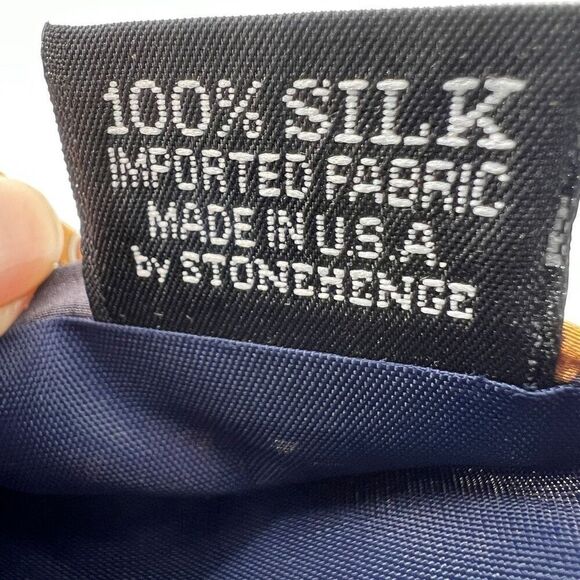 100% SILK
IMPORTED FABRIC
MADE IN U.S.A.
by STONEHENGE